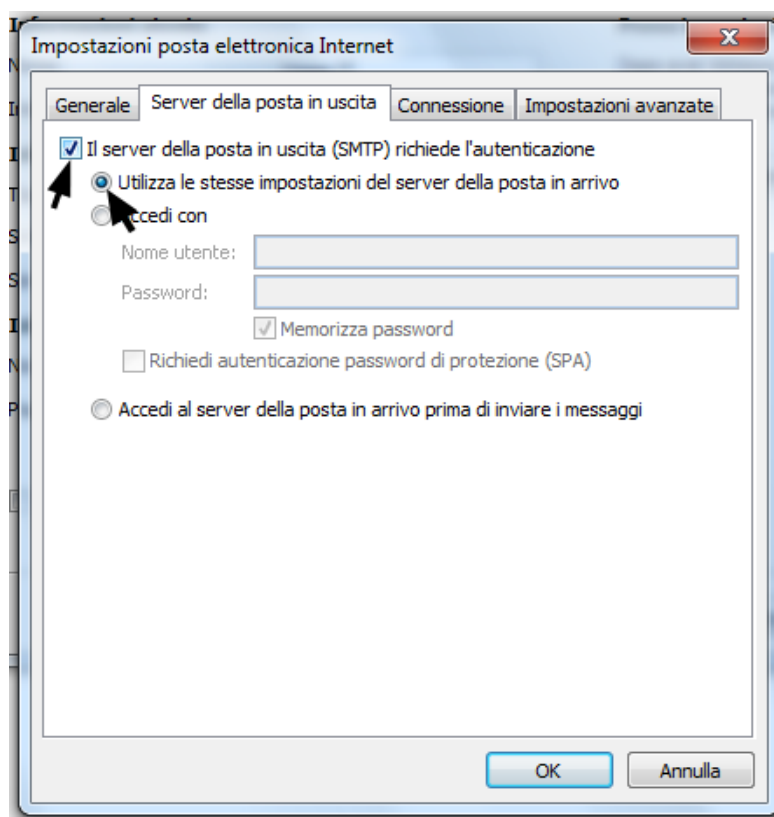 Impostazioni posta elettronica Internet
Generale Server della posta in uscita Connessione Impostazioni avanzate
Il server della posta in uscita (SMTP) richiede l'autenticazione
Utilizza le stesse impostazioni del server della posta in arrivo
Accedi con
Nome utente:
Password:
Memorizza password
Richiedi autenticazione password di protezione (SPA)
Accedi al server della posta in arrivo prima di inviare i messaggi
OK Annulla